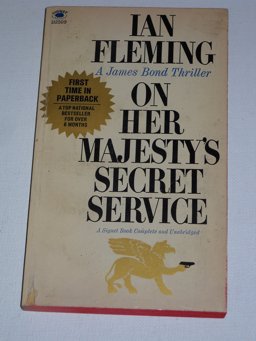 D2509
IAN
FLEMING
A James Bond Thriller
FIRST
TIME IN
PAPERBACK
A TOP NATIONAL
BESTSELLER
FOR OVER
6 MONTHS
ON
HER
MAJESTY'S
SECRET
SERVICE
A Signet Book Complete and Unabridged